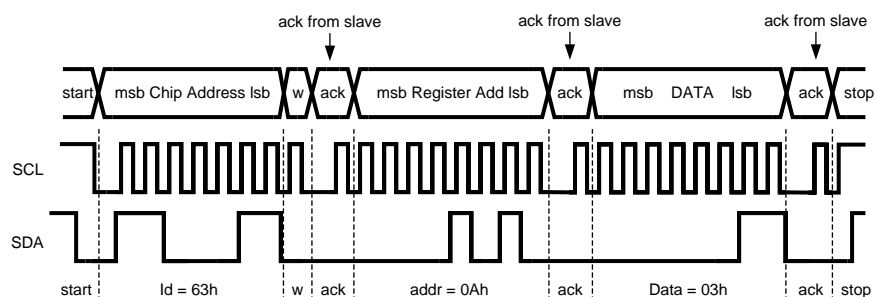 ack from slave ack from slave ack from slave
start msb Chip Address lsb w ack msb Register Add lsb ack msb DATA lsb ack stop
SCL
SDA
start Id = 63h w ack addr = 0Ah ack Data = 03h ack stop